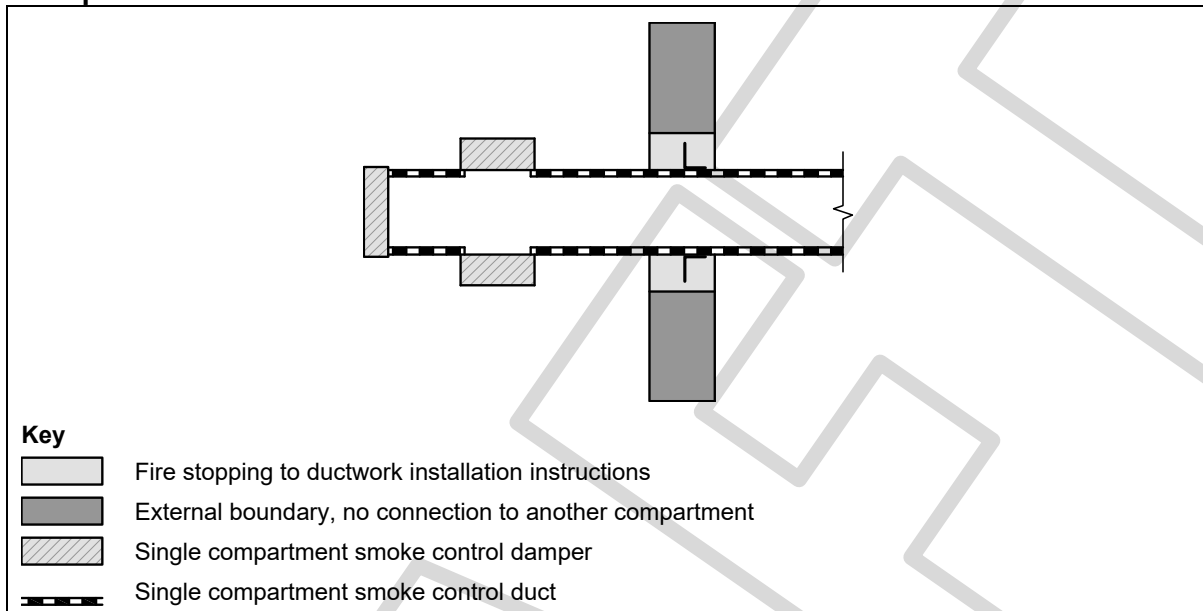 Key
Fire stopping to ductwork installation instructions
External boundary, no connection to another compartment
Single compartment smoke control damper
Single compartment smoke control duct